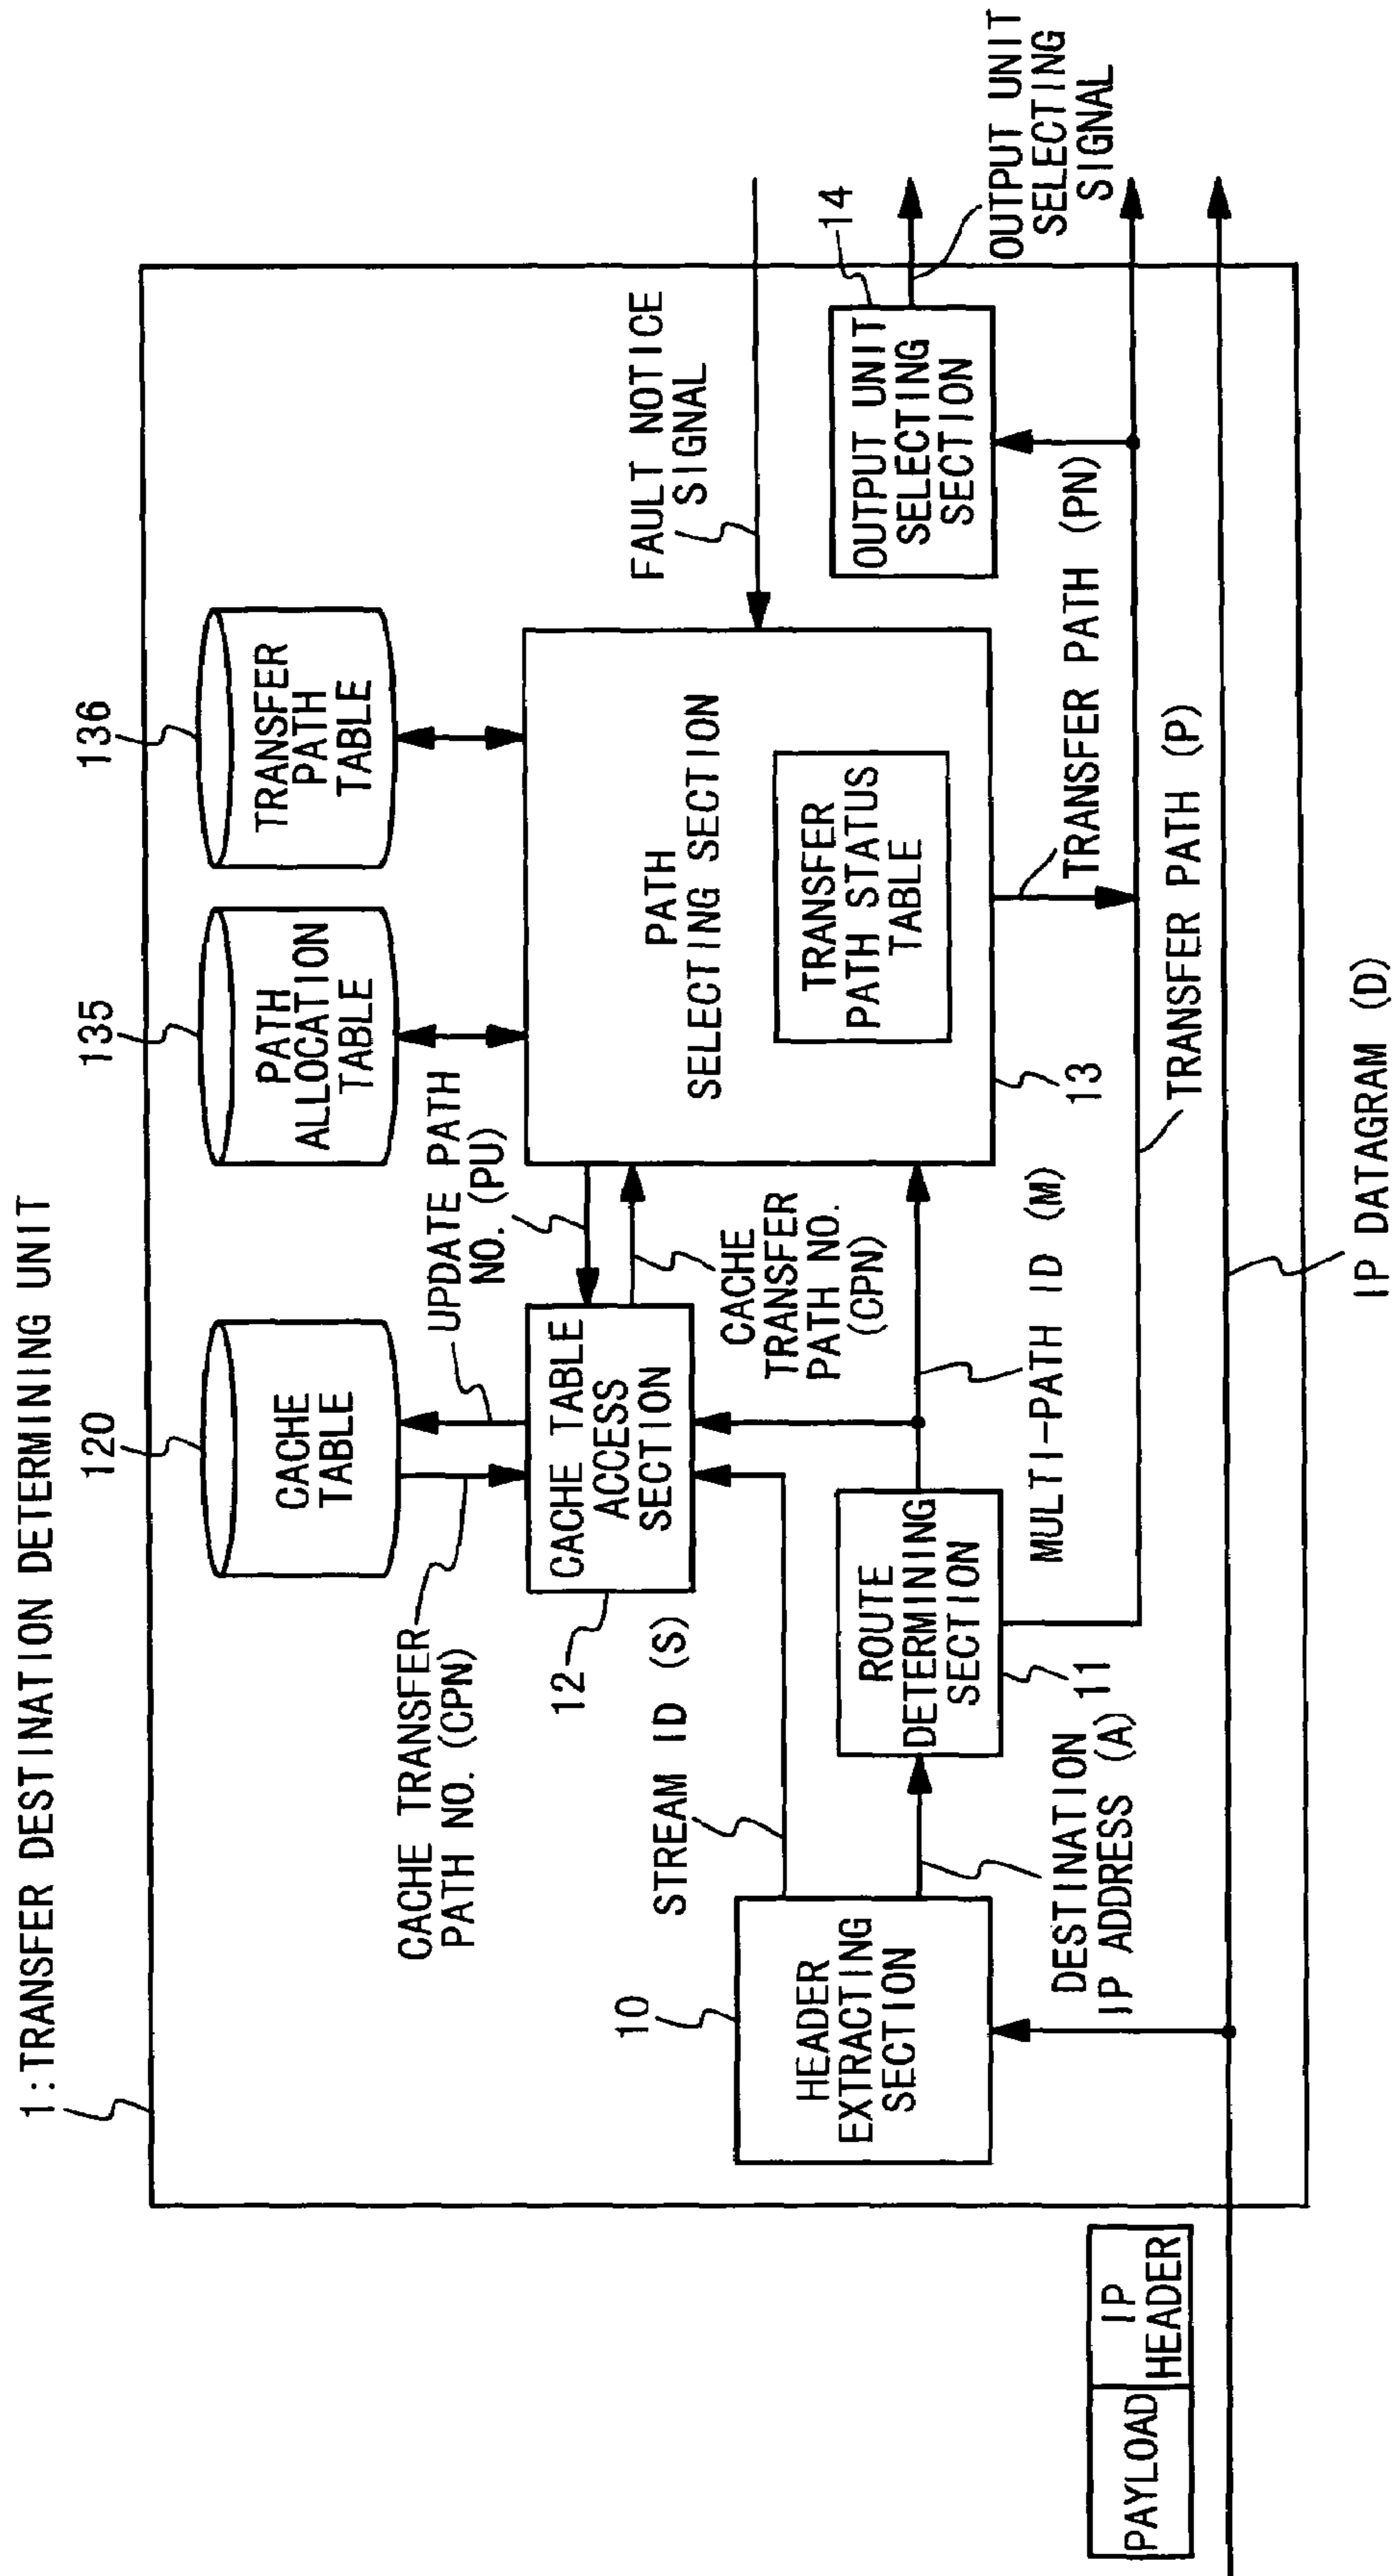 1:TRANSFER DESTINATION DETERMINING UNIT
120
135
136
CACHE
TABLE
PATH
ALLOCATION
TABLE
TRANSFER
PATH
TABLE
CACHE TRANSFER
PATH NO. (CPN)
UPDATE PATH
NO. (PU)
12
CACHE TABLE
ACCESS
SECTION
CACHE
TRANSFER
PATH NO.
(CPN)
PATH
SELECTING SECTION
TRANSFER
PATH STATUS
TABLE
13
FAULT NOTICE
SIGNAL
STREAM ID (S)
10
HEADER
EXTRACTING
SECTION
ROUTE
DETERMINING
SECTION
11
14
OUTPUT UNIT
SELECTING
SECTION
OUTPUT UNIT
SELECTING
SIGNAL
DESTINATION
IP ADDRESS (A)
MULTI-PATH ID (M)
TRANSFER PATH (PN)
TRANSFER PATH (P)
PAYLOAD
IP
HEADER
IP DATAGRAM (D)